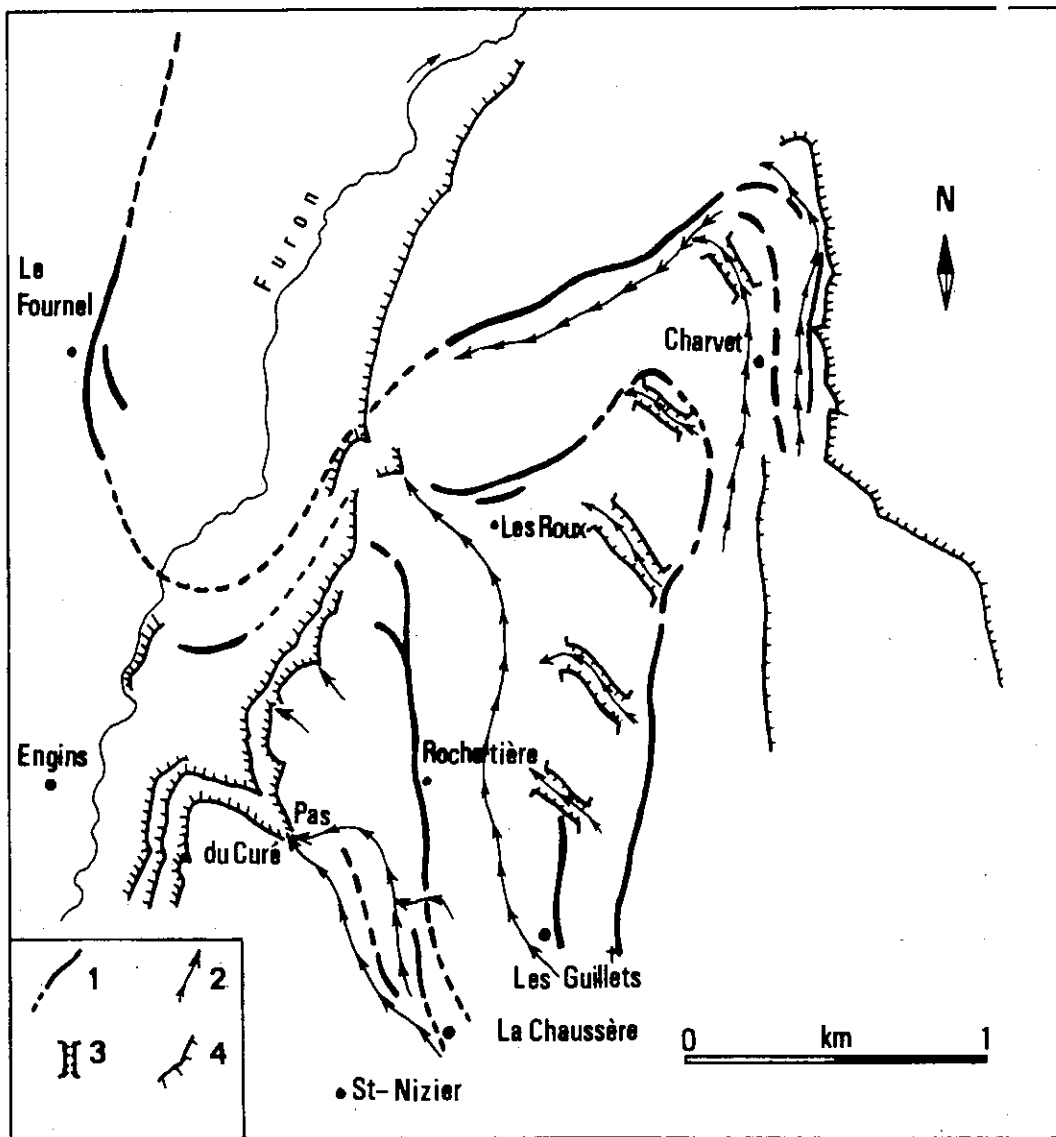 Furon
N
Le
Fournel
Charvet
Les Roux
Engins
Rochetière
Pas
du Curé
Les Guillets
La Chaussère
St-Nizier
1
2
3
4
0 km 1